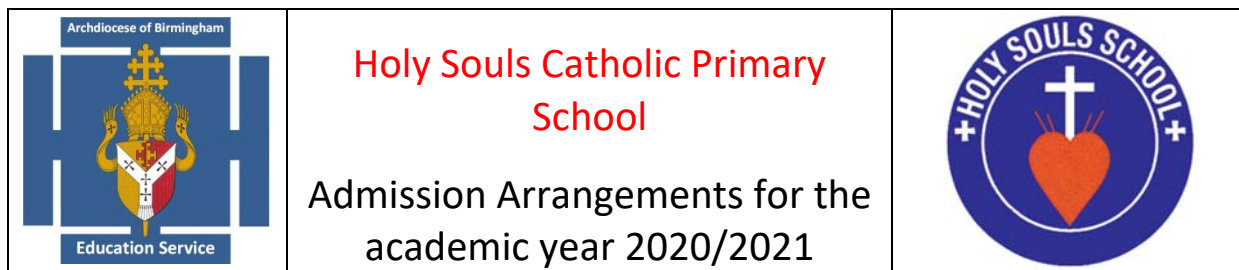 Archdiocese of Birmingham
Education Service
Holy Souls Catholic Primary
School
Admission Arrangements for the
academic year 2020/2021
HOLY SOULS SCHOOL